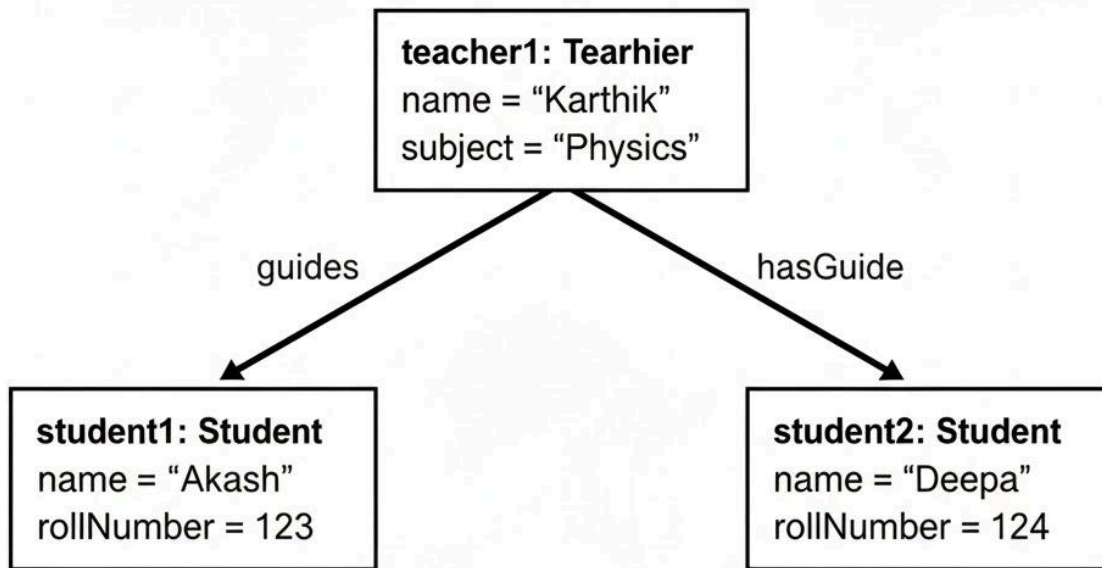 teacher1: Tearhier
name = “Karthik”
subject = “Physics”
guides
hasGuide
student1: Student
name = “Akash”
rollNumber = 123
student2: Student
name = “Deepa”
rollNumber = 124